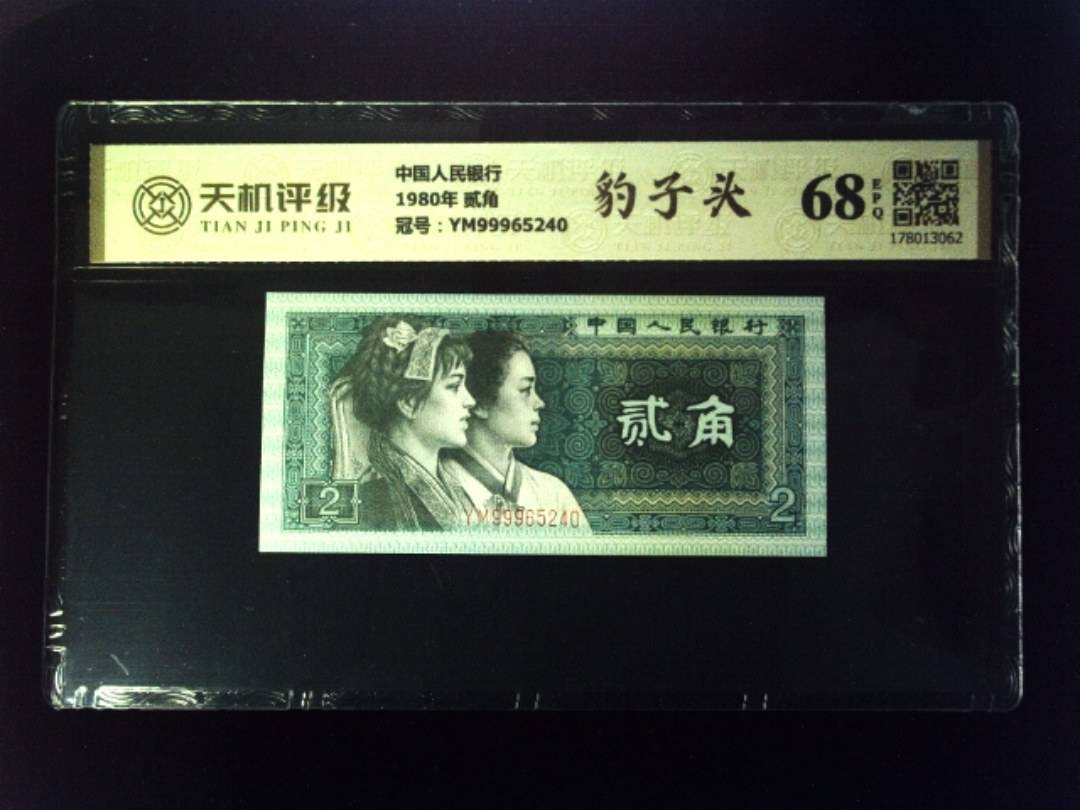 天机评级
TIAN JI PING JI
中国人民银行
1980年 贰角
冠号：YM99965240
豹子头
68
EPQ
178013062
中国人民银行
贰角
2
2
YM99965240